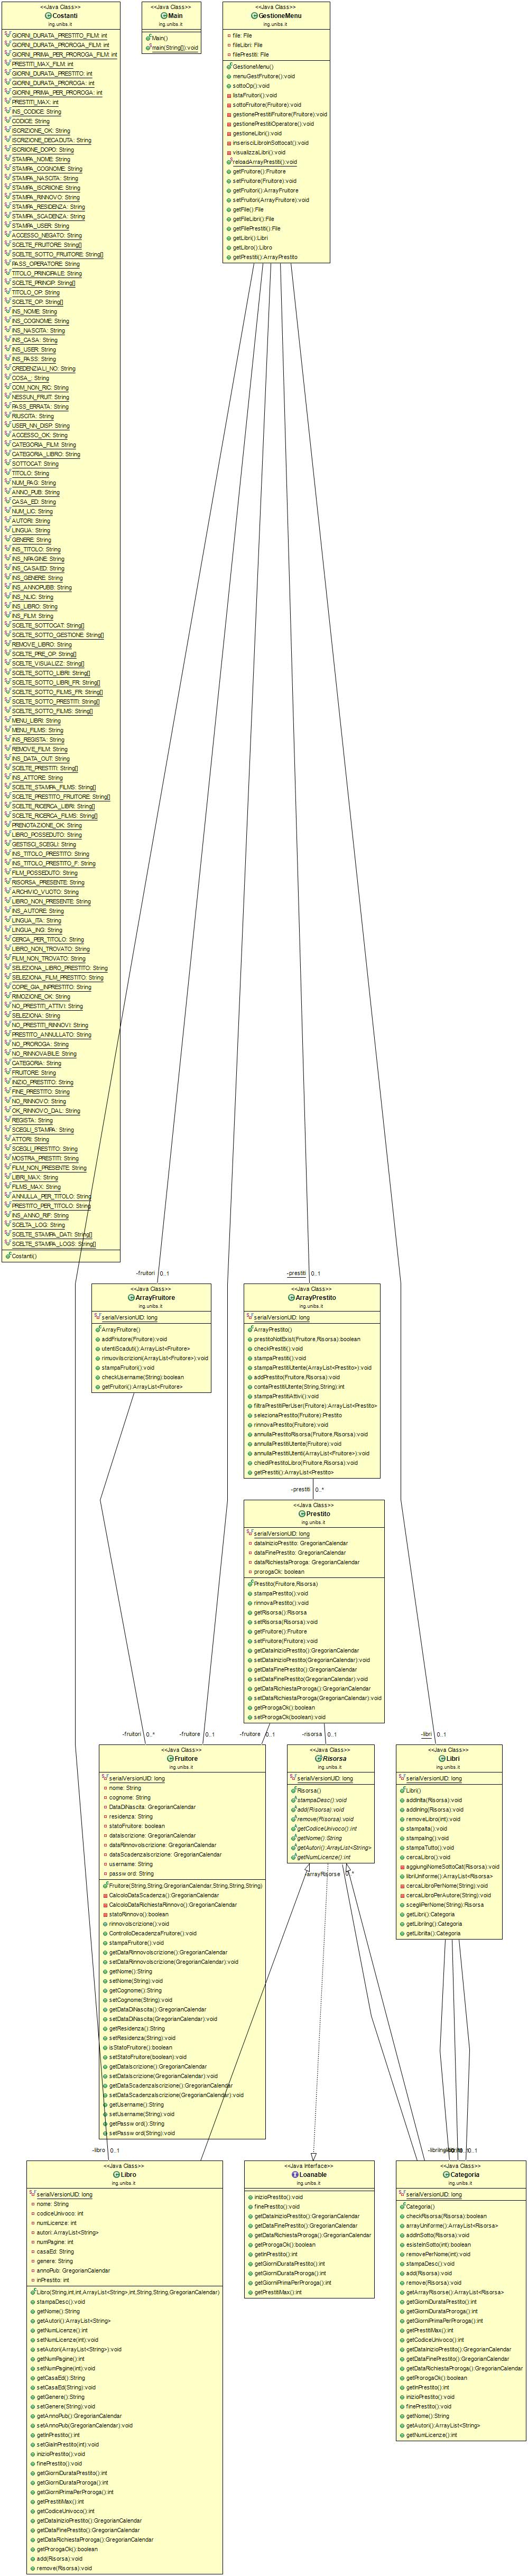 <<Java Class>>
Costanti
ing.unibs.it
GIORNI_DURATA_PRESTITO_FILM: int
GIORNI_DURATA_PROROGA_FILM: int
GIORNI_PRIMA_PER_PROROGA_FILM: int
PRESTITI_MAX_FILM: int
GIORNI_DURATA_PRESTITO: int
GIORNI_DURATA_PROROGA: int
GIORNI_PRIMA_PER_PROROGA: int
PRESTITI_MAX: int
INS_CODICE: String
CODICE: String
ISCRIZIONE_OK: String
ISCRIZIONE_DECADUTA: String
ISCRIONE_DOPO: String
STAMPA_NOME: String
STAMPA_COGNOME: String
STAMPA_NASCITA: String
STAMPA_ISCRIIONE: String
STAMPA_RINNOVO: String
STAMPA_RESIDENZA: String
STAMPA_SCADENZA: String
STAMPA_USER: String
ACCESSO_NEGATO: String
SCELTE_FRUITORE: String[]
SCELTE_SOTTO_FRUITORE: String[]
PASS_OPERATORE: String
TITOLO_PRINCIPALE: String
SCELTE_PRINCIP: String[]
TITOLO_OP: String
SCELTE_OP: String[]
INS_NOME: String
INS_COGNOME: String
INS_NASCITA: String
INS_CASA: String
INS_USER: String
INS_PASS: String
CREDENZIALI_NO: String
COSA_: String
COM_NON_RIC: String
NESSUN_FRUIT: String
PASS_ERRATA: String
RIUSCITA: String
USER_NN_DISP: String
ACCESSO_OK: String
CATEGORIA_FILM: String
CATEGORIA_LIBRO: String
SOTTOCAT: String
TITOLO: String
NUM_PAG: String
ANNO_PUB: String
CASA_ED: String
NUM_LIC: String
AUTORI: String
LINGUA: String
GENERE: String
INS_TITOLO: String
INS_NPAGINE: String
INS_CASAED: String
INS_GENERE: String
INS_ANNOPUBB: String
INS_NLIC: String
INS_LIBRO: String
INS_FILM: String
SCELTE_SOTTOCAT: String[]
SCELTE_SOTTO_GESTIONE: String[]
REMOVE_LIBRO: String
SCELTE_PRE_OP: String[]
SCELTE_VISUALIZZ: String[]
SCELTE_SOTTO_LIBRI: String[]
SCELTE_SOTTO_LIBRI_FR: String[]
SCELTE_SOTTO_FILMS_FR: String[]
SCELTE_SOTTO_PRESTITI: String[]
SCELTE_SOTTO_FILMS: String[]
MENU_LIBRI: String
MENU_FILMS: String
INS_REGISTA: String
REMOVE_FILM: String
INS_DATA_OUT: String
SCELTE_PRESTITI: String[]
INS_ATTORE: String
SCELTE_STAMPA_FILMS: String[]
SCELTE_PRESTITO_FRUITORE: String[]
SCELTE_RICERCA_LIBRI: String[]
SCELTE_RICERCA_FILMS: String[]
PRENOTAZIONE_OK: String
LIBRO_POSSEDUTO: String
GESTISCI_SCEGLI: String
INS_TITOLO_PRESTITO: String
INS_TITOLO_PRESTITO_F: String
FILM_POSSEDUTO: String
RISORSA_PRESENTE: String
ARCHIVIO_VUOTO: String
LIBRO_NON_PRESENTE: String
INS_AUTORE: String
LINGUA_ITA: String
LINGUA_ING: String
CERCA_PER_TITOLO: String
LIBRO_NON_TROVATO: String
FILM_NON_TROVATO: String
SELEZIONA_LIBRO_PRESTITO: String
SELEZIONA_FILM_PRESTITO: String
COPIE_GIA_INPRESTITO: String
RIMOZIONE_OK: String
NO_PRESTITI_ATTIVI: String
SELEZIONA: String
NO_PRESTITI_RINNOVI: String
PRESTITO_ANNULLATO: String
NO_PROROGA: String
NO_RINNOVABILE: String
CATEGORIA: String
FRUITORE: String
INIZIO_PRESTITO: String
FINE_PRESTITO: String
NO_RINNOVO: String
OK_RINNOVO_DAL: String
REGISTA: String
SCEGLI_STAMPA: String
ATTORI: String
SCEGLI_PRESTITO: String
MOSTRA_PRESTITI: String
FILM_NON_PRESENTE: String
LIBRI_MAX: String
FILMS_MAX: String
ANNULLA_PER_TITOLO: String
PRESTITO_PER_TITOLO: String
INS_ANNO_RIF: String
SCELTA_LOG: String
SCELTE_STAMPA_DATI: String[]
SCELTE_STAMPA_LOGS: String[]
Costanti()
<<Java Class>>
Main
ing.unibs.it
Main()
main(String[]):void
<<Java Class>>
GestioneMenu
ing.unibs.it
file: File
fileLibri: File
filePrestiti: File
GestioneMenu()
menuGestFruitore():void
sottoOp():void
listaFruitori():void
sottoFruitore(Fruitore):void
gestionePrestitiFruitore(Fruitore):void
gestionePrestitiOperatore():void
gestioneLibri():void
inserisciLibroInSottocat():void
visualizzaLibri():void
reloadArrayPrestiti():void
getFruitore():Fruitore
setFruitore(Fruitore):void
getFruitori():ArrayFruitore
setFruitori(ArrayFruitore):void
getFile():File
getFileLibri():File
getFilePrestiti():File
getLibri():Libri
getLibro():Libro
getPrestiti():ArrayPrestito
-fruitori 0..1
-prestiti 0..1
<<Java Class>>
ArrayFruitore
ing.unibs.it
serialVersionUID: long
ArrayFruitore()
addFruitore(Fruitore):void
utentiScaduti():ArrayList<Fruitore>
rimuoviIscrizioni(ArrayList<Fruitore>):void
stampaFruitori():void
checkUsername(String):boolean
getFruitori():ArrayList<Fruitore>
<<Java Class>>
ArrayPrestito
ing.unibs.it
serialVersionUID: long
ArrayPrestito()
prestitoNotExist(Fruitore,Risorsa):boolean
checkPrestiti():void
stampaPrestiti():void
stampaPrestitiUtente(ArrayList<Prestito>):void
addPrestito(Fruitore,Risorsa):void
contaPrestitiUtente(String,String):int
stampaPrestitiAttivi():void
filtraPrestitiPerUser(Fruitore):ArrayList<Prestito>
selezionaPrestito(Fruitore):Prestito
rinnovaPrestito(Fruitore):void
annullaPrestitoRisorsa(Fruitore,Risorsa):void
annullaPrestitiUtente(Fruitore):void
annullaPrestitiUtenti(ArrayList<Fruitore>):void
chiediPrestitoLibro(Fruitore,Risorsa):void
getPrestiti():ArrayList<Prestito>
-prestiti 0..*
<<Java Class>>
Prestito
ing.unibs.it
serialVersionUID: long
dataInizioPrestito: GregorianCalendar
dataFinePrestito: GregorianCalendar
dataRichiestaProroga: GregorianCalendar
prorogaOk: boolean
Prestito(Fruitore,Risorsa)
stampaPrestito():void
rinnovaPrestito():void
getRisorsa():Risorsa
setRisorsa(Risorsa):void
getFruitore():Fruitore
setFruitore(Fruitore):void
getDataInizioPrestito():GregorianCalendar
setDataInizioPrestito(GregorianCalendar):void
getDataFinePrestito():GregorianCalendar
setDataFinePrestito(GregorianCalendar):void
getDataRichiestaProroga():GregorianCalendar
setDataRichiestaProroga(GregorianCalendar):void
getProrogaOk():boolean
setProrogaOk(boolean):void
-fruitori 0..*
-fruitore 0..1
-fruitore 0..1
-risorsa 0..1
-libri 0..1
<<Java Class>>
Fruitore
ing.unibs.it
serialVersionUID: long
nome: String
cognome: String
DataDiNascita: GregorianCalendar
residenza: String
statoFruitore: boolean
dataIscrizione: GregorianCalendar
dataRinnovoIscrizione: GregorianCalendar
dataScadenzaIscrizione: GregorianCalendar
username: String
password: String
Fruitore(String,String,GregorianCalendar,String,String,String)
CalcoloDataScadenza():GregorianCalendar
CalcoloDataRichiestaRinnovo():GregorianCalendar
statoRinnovo():boolean
rinnovoIscrizione():void
ControlloDecadenzaFruitore():void
stampaFruitore():void
getDataRinnovoIscrizione():GregorianCalendar
setDataRinnovoIscrizione(GregorianCalendar):void
getNome():String
setNome(String):void
getCognome():String
setCognome(String):void
getDataDiNascita():GregorianCalendar
setDataDiNascita(GregorianCalendar):void
getResidenza():String
setResidenza(String):void
isStatoFruitore():boolean
setStatoFruitore(boolean):void
getDataIscrizione():GregorianCalendar
setDataIscrizione(GregorianCalendar):void
getDataScadenzaIscrizione():GregorianCalendar
setDataScadenzaIscrizione(GregorianCalendar):void
getUsername():String
setUsername(String):void
getPassword():String
setPassword(String):void
<<Java Class>>
Risorsa
ing.unibs.it
serialVersionUID: long
Risorsa()
stampaDesc():void
add(Risorsa):void
remove(Risorsa):void
getCodiceUnivoco():int
getNome():String
getAutori():ArrayList<String>
getNumLicenze():int
-arrayRisorse 0..*
<<Java Class>>
Libri
ing.unibs.it
serialVersionUID: long
Libri()
addInIta(Risorsa):void
addInIng(Risorsa):void
removeLibro(int):void
stampaIta():void
stampaIng():void
stampaTutto():void
cercaLibro():void
aggiungiNomeSottoCat(Risorsa):void
libriUniforme():ArrayList<Risorsa>
cercaLibroPerNome(String):void
cercaLibroPerAutore(String):void
scegliPerNome(String):Risorsa
getLibri():Categoria
getLibriIng():Categoria
getLibriIta():Categoria
-libro 0..1
0..1
<<Java Class>>
Libro
ing.unibs.it
serialVersionUID: long
nome: String
codiceUnivoco: int
numLicenze: int
autori: ArrayList<String>
numPagine: int
casaEd: String
genere: String
annoPub: GregorianCalendar
inPrestito: int
Libro(String,int,int,ArrayList<String>,int,String,String,GregorianCalendar)
stampaDesc():void
getNome():String
getAutori():ArrayList<String>
getNumLicenze():int
setNumLicenze(int):void
setAutori(ArrayList<String>):void
getNumPagine():int
setNumPagine(int):void
getCasaEd():String
setCasaEd(String):void
getGenere():String
setGenere(String):void
getAnnoPub():GregorianCalendar
setAnnoPub(GregorianCalendar):void
getInPrestito():int
setGiaInPrestito(int):void
inizioPrestito():void
finePrestito():void
getGiorniDurataPrestito():int
getGiorniDurataProroga():int
getGiorniPrimaPerProroga():int
getPrestitiMax():int
getCodiceUnivoco():int
getDataInizioPrestito():GregorianCalendar
getDataFinePrestito():GregorianCalendar
getDataRichiestaProroga():GregorianCalendar
getProrogaOk():boolean
add(Risorsa):void
remove(Risorsa):void
<<Java Interface>>
Loanable
ing.unibs.it
inizioPrestito():void
finePrestito():void
getDataInizioPrestito():GregorianCalendar
getDataFinePrestito():GregorianCalendar
getDataRichiestaProroga():GregorianCalendar
getProrogaOk():boolean
getInPrestito():int
getGiorniDurataPrestito():int
getGiorniDurataProroga():int
getGiorniPrimaPerProroga():int
getPrestitiMax():int
<<Java Class>>
Categoria
ing.unibs.it
serialVersionUID: long
Categoria()
checkRisorsa(Risorsa):boolean
arrayUniforme():ArrayList<Risorsa>
addInSotto(Risorsa):void
esisteInSotto(int):boolean
removePerNome(int):void
stampaDesc():void
add(Risorsa):void
remove(Risorsa):void
getArrayRisorse():ArrayList<Risorsa>
getGiorniDurataPrestito():int
getGiorniDurataProroga():int
getGiorniPrimaPerProroga():int
getPrestitiMax():int
getCodiceUnivoco():int
getDataInizioPrestito():GregorianCalendar
getDataFinePrestito():GregorianCalendar
getDataRichiestaProroga():GregorianCalendar
getProrogaOk():boolean
getInPrestito():int
inizioPrestito():void
finePrestito():void
getNome():String
getAutori():ArrayList<String>
getNumLicenze():int